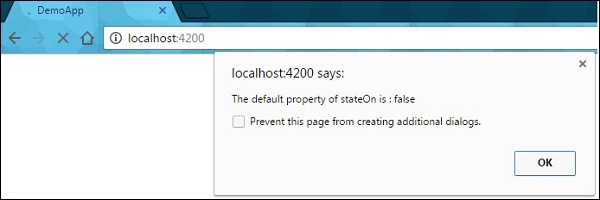 DemoApp
localhost:4200
localhost:4200 says:
The default property of stateOn is : false
Prevent this page from creating additional dialogs.
OK